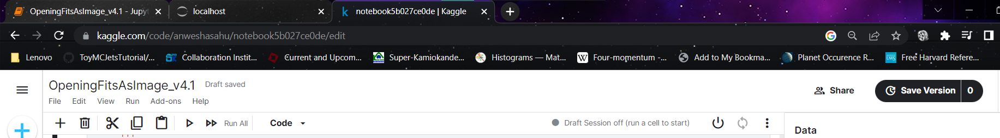 OpeningFitsAsImage_v4.1 - Jupyt
localhost
notebook5b027ce0de | Kaggle
kaggle.com/code/anweshasahu/notebook5b027ce0de/edit
Lenovo
ToyMCJetsTutorial/...
Collaboration Instit...
Current and Upcom...
Super-Kamiokande...
Histograms — Mat...
Four-momentum -...
Add to My Bookma...
Planet Occurence R...
Free Harvard Refere...
OpeningFitsAsImage_v4.1 Draft saved
File Edit View Run Add-ons Help
Share
Save Version 0
Run All
Code
Draft Session off (run a cell to start)
Data